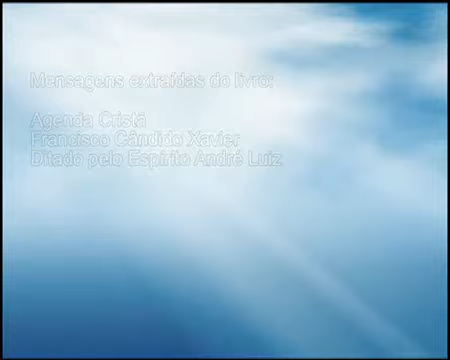 Mensagens extraídas do livro:
Agenda Cristã
Francisco Cândido Xavier
Ditado pelo Espírito André Luiz